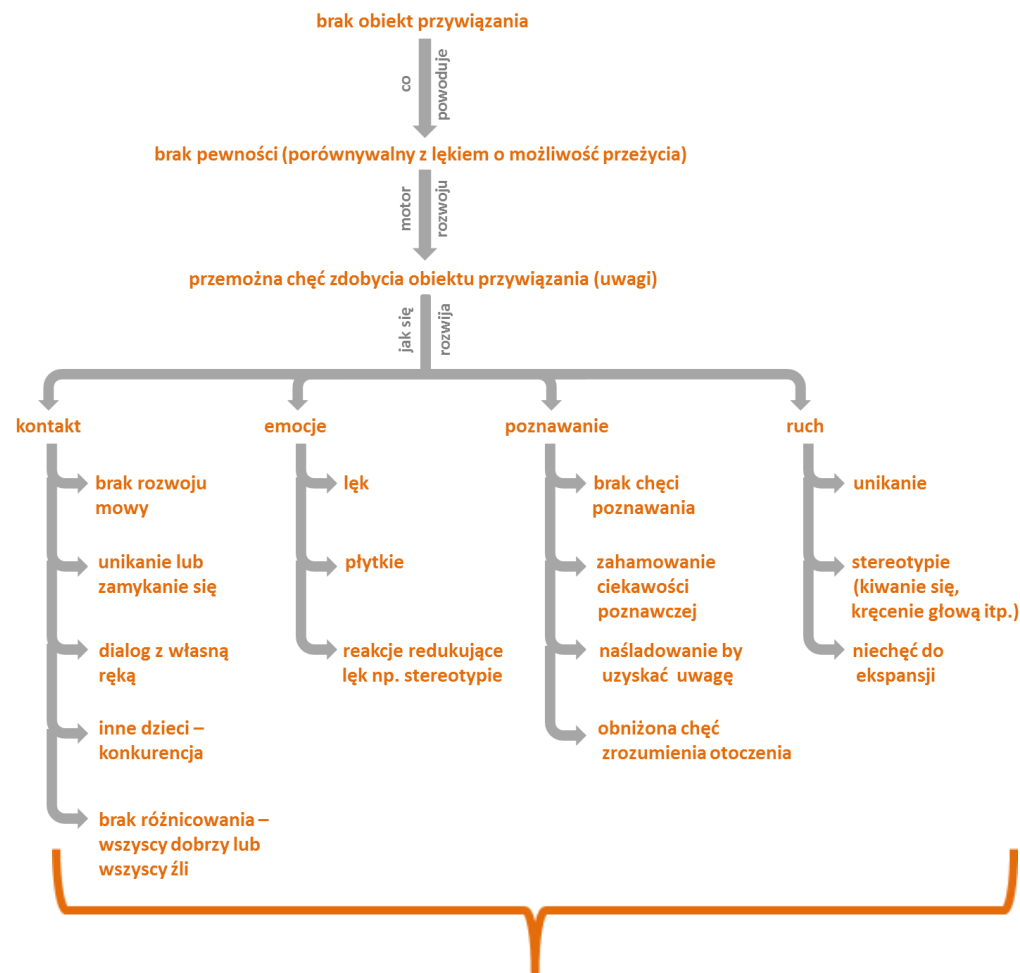 brak obiekt przywiązania
co
powoduje
brak pewności (porównywalny z lękiem o możliwość przeżycia)
motor
rozwoju
przemożna chęć zdobycia obiektu przywiązania (uwagi)
jak się
rozwija
kontakt
brak rozwoju
mowy
unikanie lub
zamykanie się
dialog z własną
ręką
inne dzieci –
konkurencja
brak różnicowania –
wszyscy dobrzy lub
wszyscy źli
emocje
lęk
płytkie
reakcje redukujące
lęk np. stereotypie
poznawanie
brak chęci
poznawania
zahamowanie
ciekawości
poznawczej
naśladowanie by
uzyskać uwagę
obniżona chęć
zrozumienia otoczenia
ruch
unikanie
stereotypie
(kiwanie się,
kręcenie głową itp.)
niechęć do
ekspansji